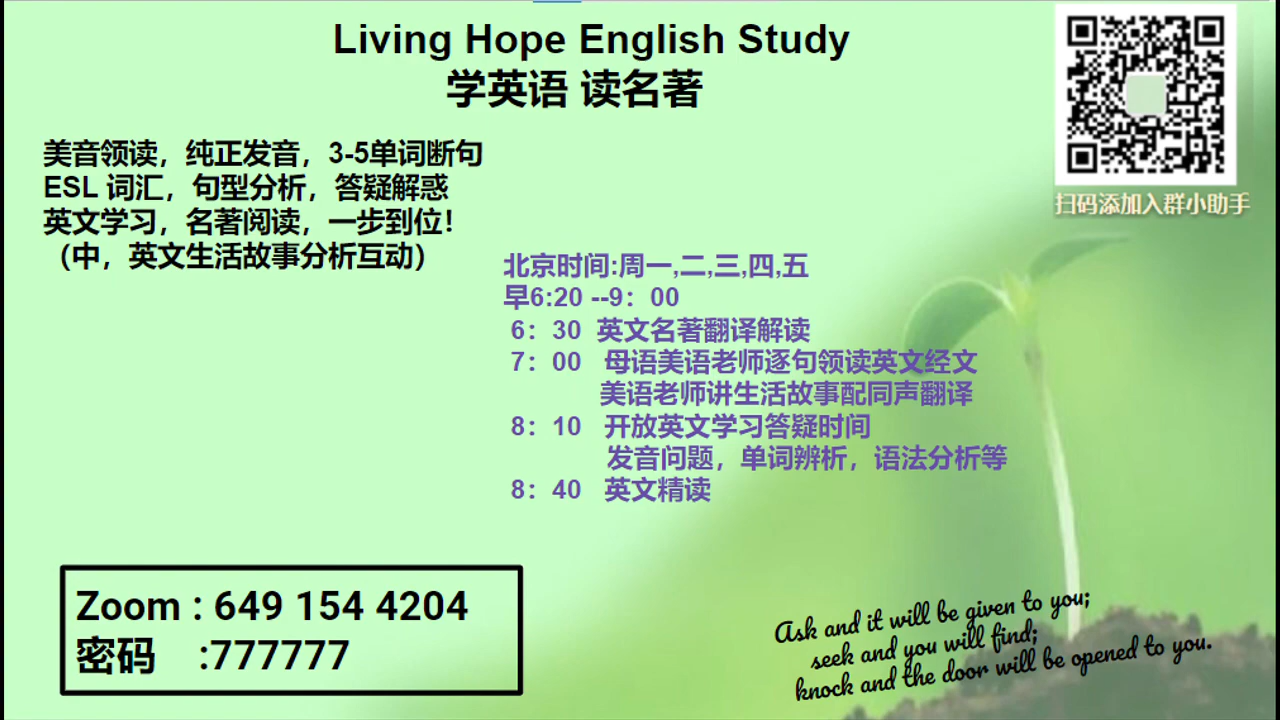 Living Hope English Study
学英语 读名著
美音领读，纯正发音，3-5单词断句
ESL 词汇，句型分析，答疑解惑
英文学习，名著阅读，一步到位！
（中，英文生活故事分析互动）
扫码添加入群小助手
北京时间:周一,二,三,四,五
早6:20 --9：00
6：30 英文名著翻译解读
7：00 母语美语老师逐句领读英文经文
美语老师讲生活故事配同声翻译
8：10 开放英文学习答疑时间
发音问题，单词辨析，语法分析等
8：40 英文精读
Zoom : 649 154 4204
密码 :777777
Ask and it will be given to you;
seek and you will find;
knock and the door will be opened to you.